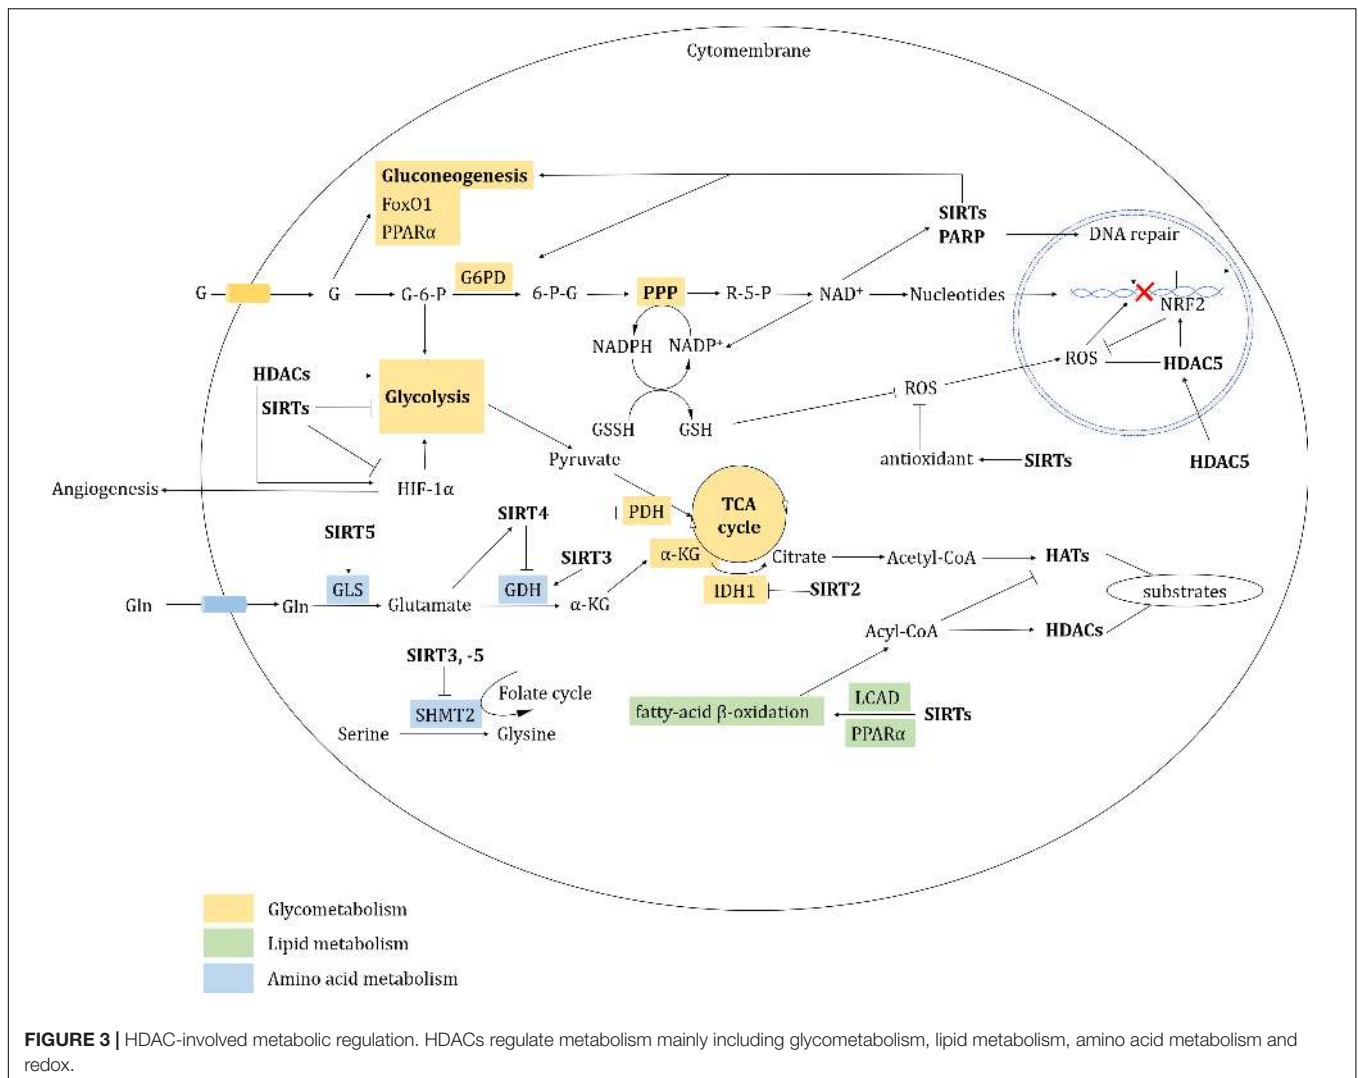 Cytomembrane
Gluconeogenesis
FoxO1
PPARα
SIRTs
PARP
DNA repair
G6PD
G
G
G-6-P
6-P-G
PPP
R-5-P
NAD⁺
Nucleotides
NRF2
NADPH
NADP⁺
ROS
HDAC5
HDACs
SIRTs
Glycolysis
ROS
GSSH
GSH
Pyruvate
antioxidant
SIRTs
HDAC5
Angiogenesis
HIF-1α
PDH
TCA
cycle
SIRT5
SIRT4
SIRT3
α-KG
Citrate
Acetyl-CoA
HATs
Gln
Gln
GLS
Glutamate
GDH
α-KG
IDH1
SIRT2
substrates
Acyl-CoA
HDACs
SIRT3, -5
Folate cycle
SHMT2
Serine
Glysine
fatty-acid β-oxidation
LCAD
PPARα
SIRTs
Glycometabolism
Lipid metabolism
Amino acid metabolism
FIGURE 3 | HDAC-involved metabolic regulation. HDACs regulate metabolism mainly including glycometabolism, lipid metabolism, amino acid metabolism and
redox.